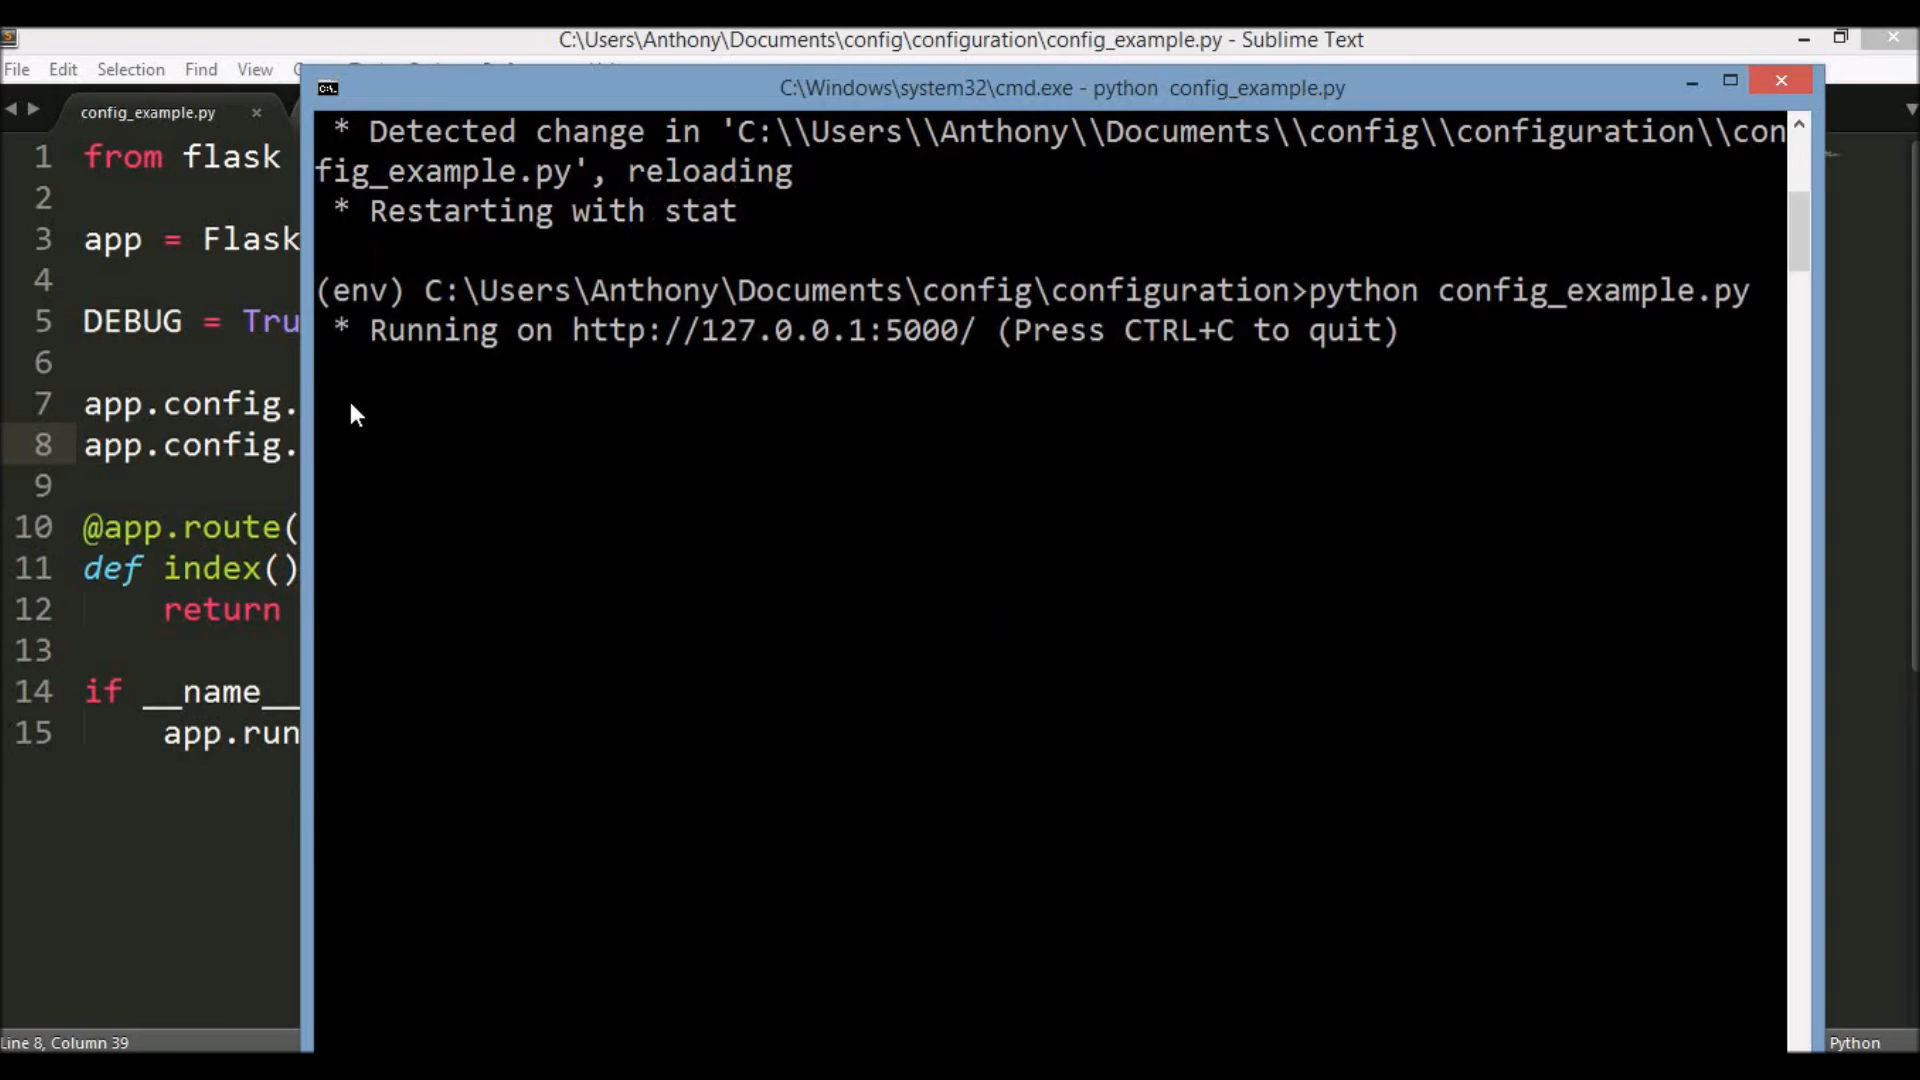 C:\Users\Anthony\Documents\config\configuration\config_example.py - Sublime Text
File Edit Selection Find View
C:\Windows\system32\cmd.exe - python  config_example.py
config_example.py
1 from flask
2
3 app = Flask
4
5 DEBUG = Tru
6
7 app.config.
8 app.config.
9
10 @app.route(
11 def index()
12 return
13
14 if __name__
15 app.run
* Detected change in 'C:\\Users\\Anthony\\Documents\\config\\configuration\\con
fig_example.py', reloading
* Restarting with stat
(env) C:\Users\Anthony\Documents\config\configuration>python config_example.py
* Running on http://127.0.0.1:5000/ (Press CTRL+C to quit)
Line 8, Column 39
Python